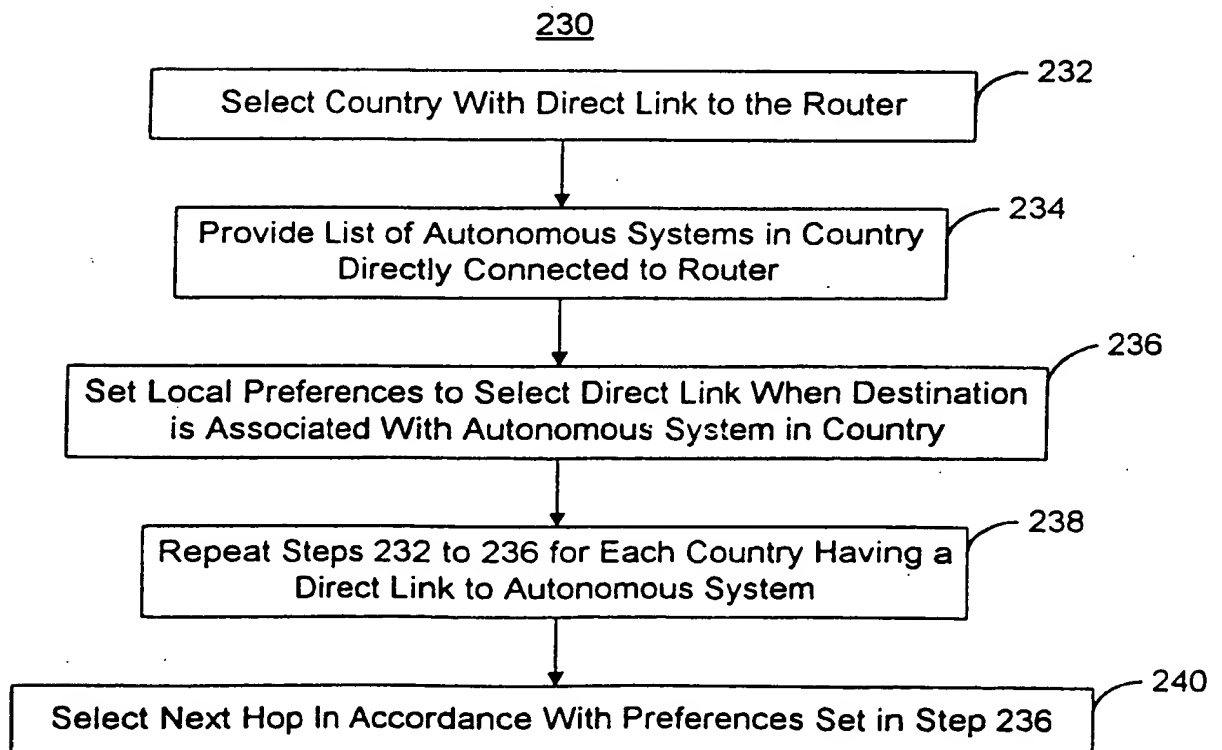 230
232
Select Country With Direct Link to the Router
234
Provide List of Autonomous Systems in Country
Directly Connected to Router
236
Set Local Preferences to Select Direct Link When Destination
is Associated With Autonomous System in Country
238
Repeat Steps 232 to 236 for Each Country Having a
Direct Link to Autonomous System
240
Select Next Hop In Accordance With Preferences Set in Step 236